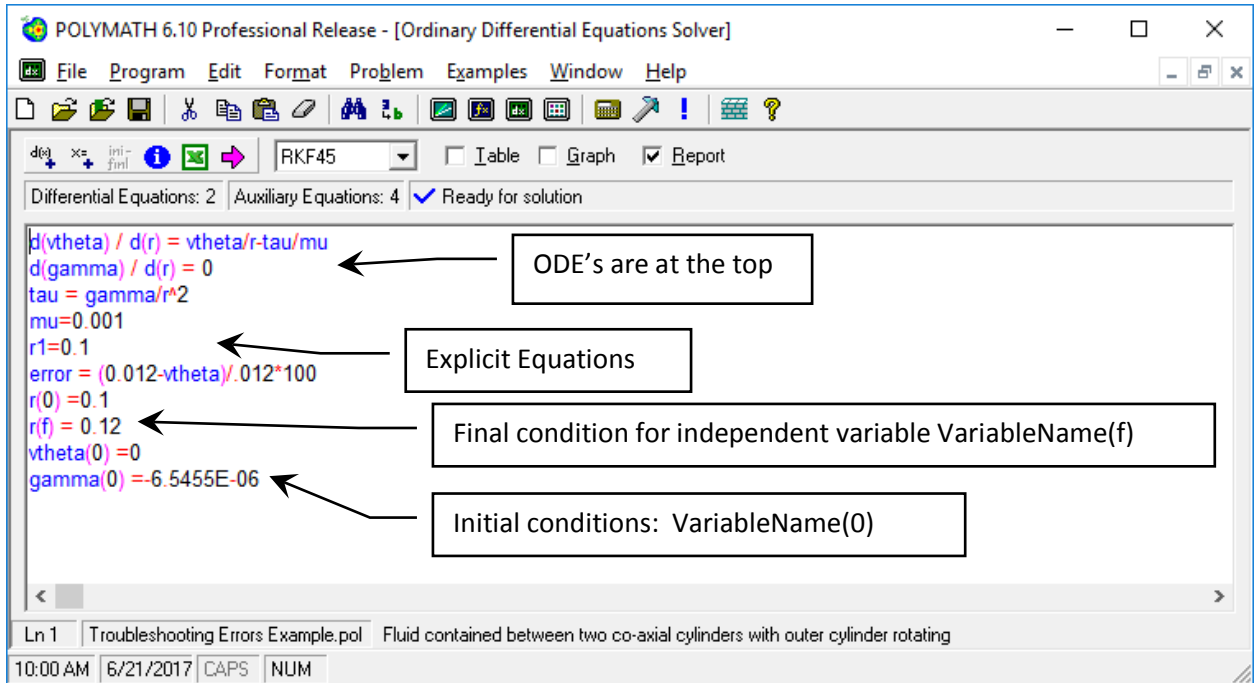 POLYMATH 6.10 Professional Release - [Ordinary Differential Equations Solver]
File Program Edit Format Problem Examples Window Help
d(x) x= ini- finl RKF45 Table Graph Report
Differential Equations: 2 Auxiliary Equations: 4 Ready for solution
d(vtheta) / d(r) = vtheta/r-tau/mu
d(gamma) / d(r) = 0
ODE's are at the top
tau = gamma/r^2
mu=0.001
r1=0.1
Explicit Equations
error = (0.012-vtheta)/.012*100
r(0) =0.1
r(f) = 0.12
Final condition for independent variable VariableName(f)
vtheta(0) =0
gamma(0) =-6.5455E-06
Initial conditions: VariableName(0)
Ln 1 Troubleshooting Errors Example.pol Fluid contained between two co-axial cylinders with outer cylinder rotating
10:00 AM 6/21/2017 CAPS NUM